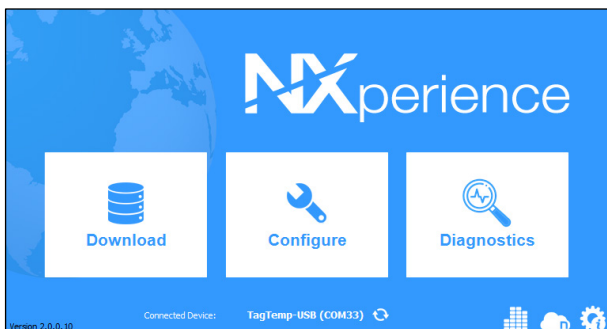 NXperience
Download Configure Diagnostics
Connected Device: TagTemp-USB (COM33)
Version 2.0.0.10
n